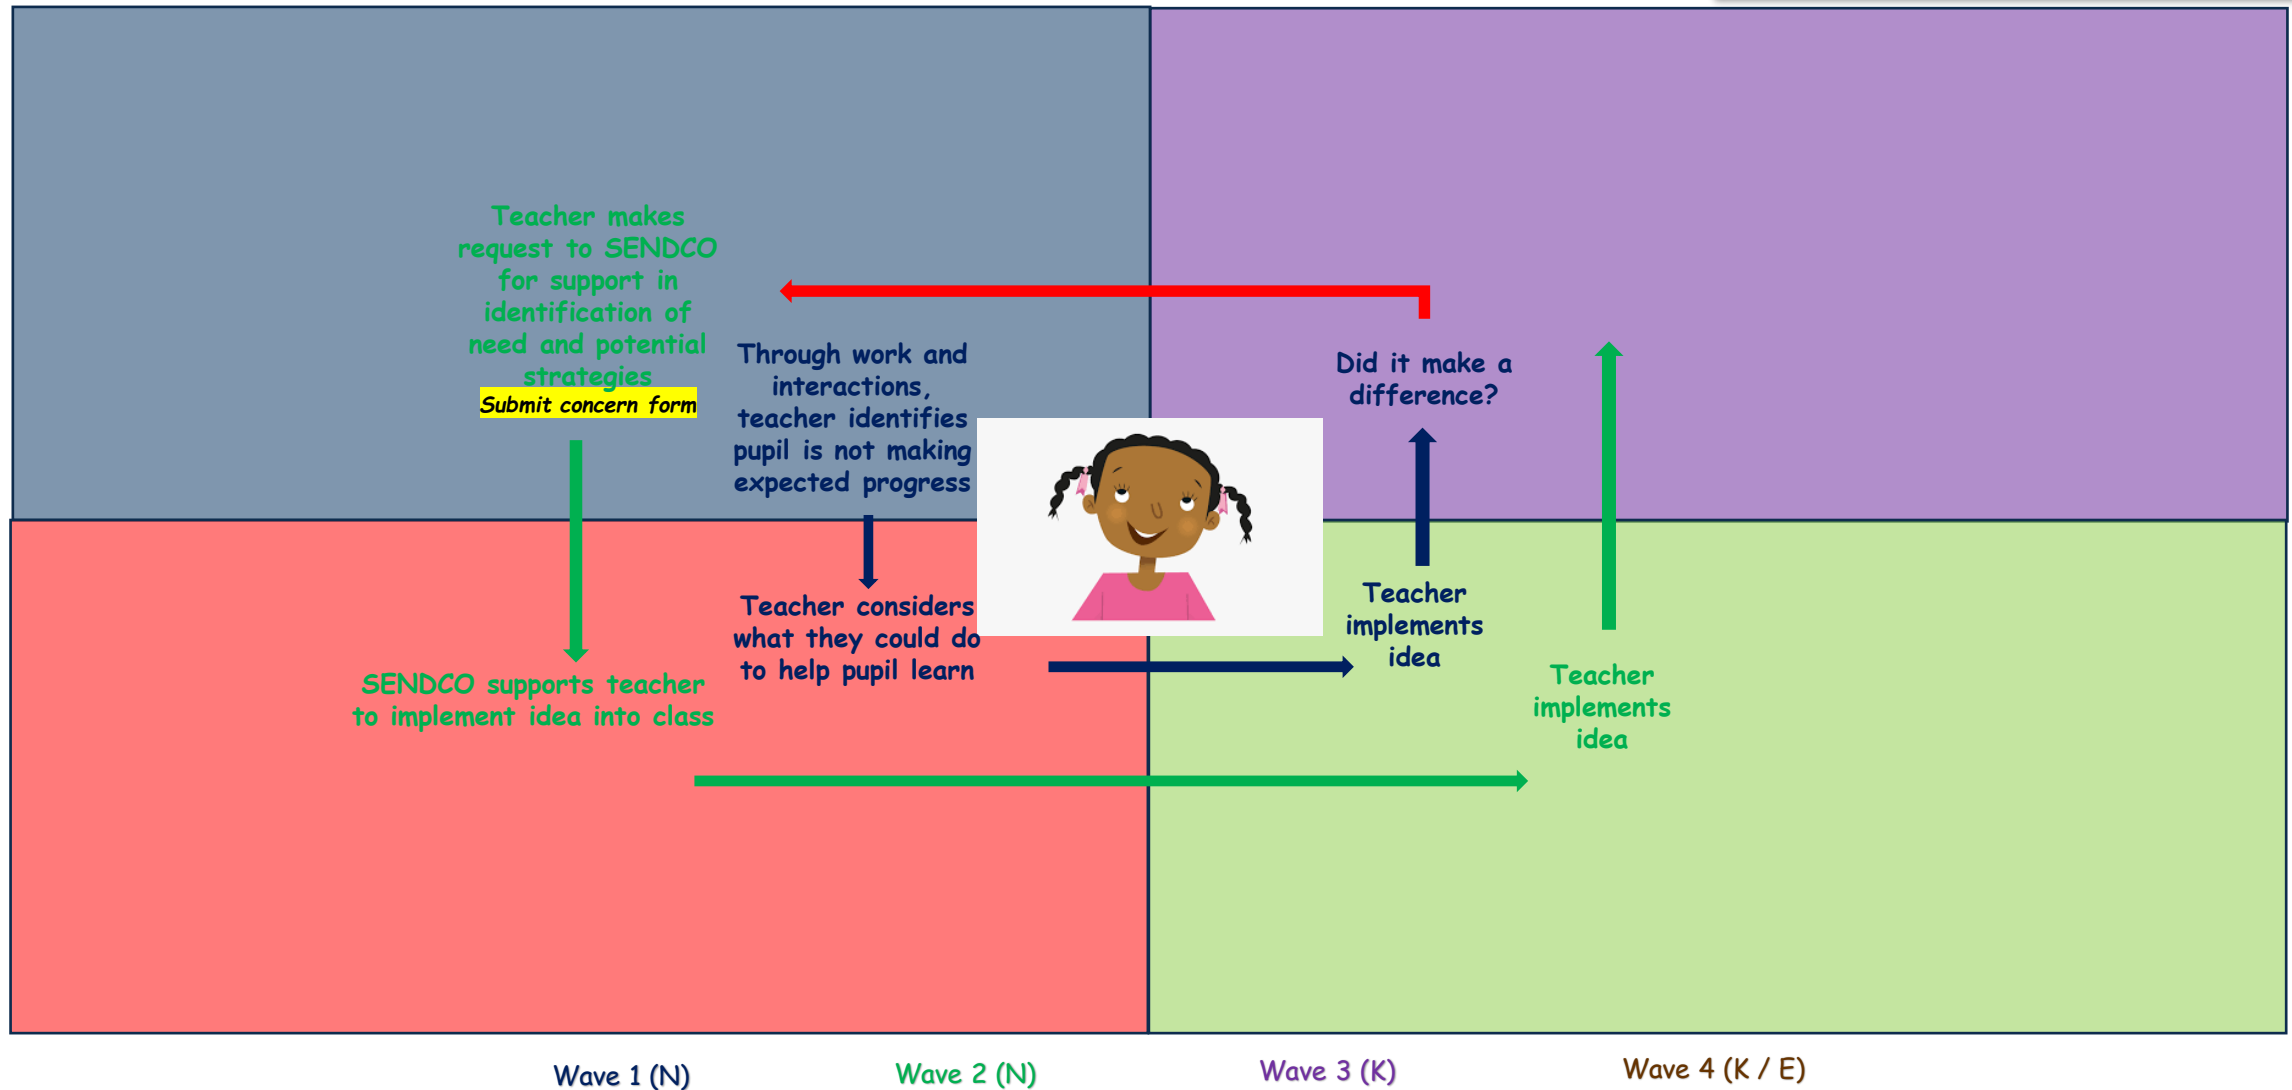 Teacher makes
request to SENDCO
for support in
identification of
need and potential
strategies
Submit concern form
Through work and
interactions,
teacher identifies
pupil is not making
expected progress
Did it make a
difference?
Teacher considers
what they could do
to help pupil learn
Teacher
implements
idea
SENDCO supports teacher
to implement idea into class
Teacher
implements
idea
Wave 1 (N)
Wave 2 (N)
Wave 3 (K)
Wave 4 (K / E)